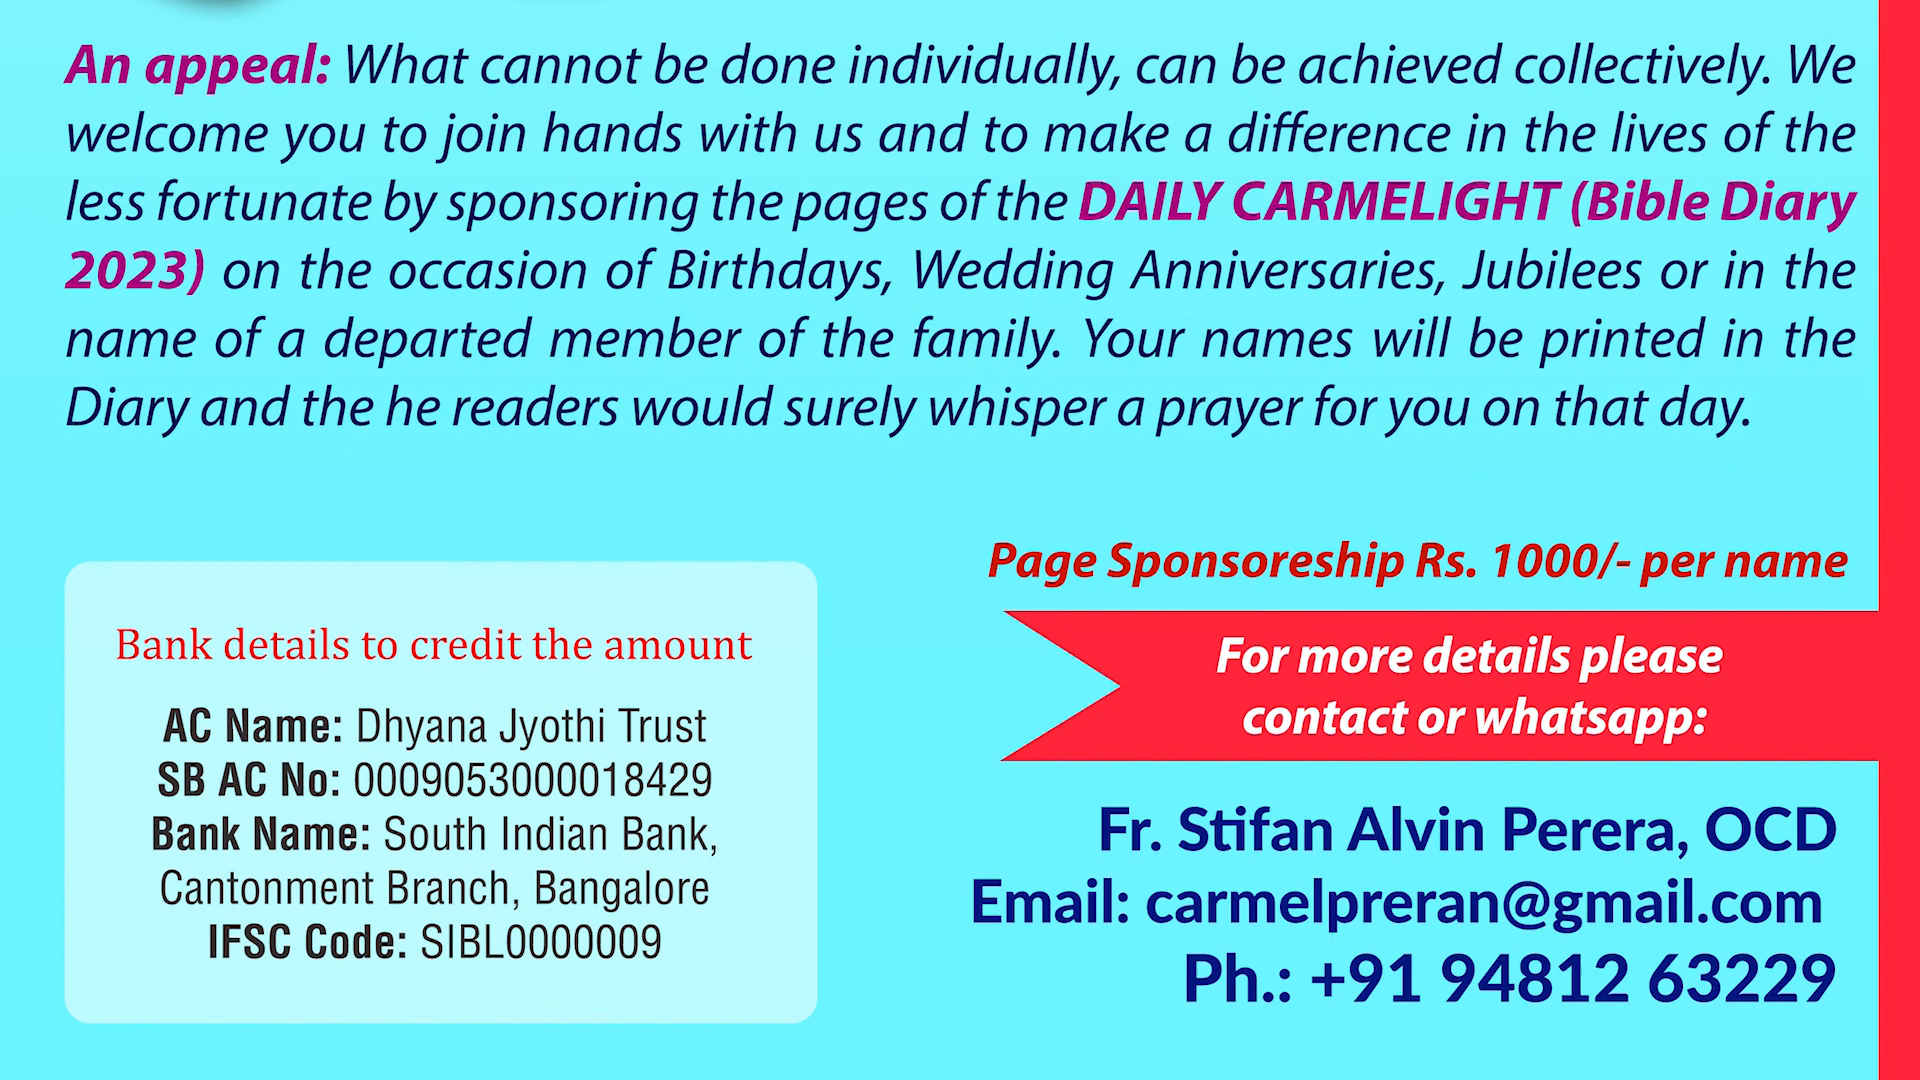 An appeal: What cannot be done individually, can be achieved collectively. We
welcome you to join hands with us and to make a difference in the lives of the
less fortunate by sponsoring the pages of the DAILY CARMELIGHT (Bible Diary
2023) on the occasion of Birthdays, Wedding Anniversaries, Jubilees or in the
name of a departed member of the family. Your names will be printed in the
Diary and the he readers would surely whisper a prayer for you on that day.
Page Sponsoreship Rs. 1000/- per name
Bank details to credit the amount
AC Name: Dhyana Jyothi Trust
SB AC No: 0009053000018429
Bank Name: South Indian Bank,
Cantonment Branch, Bangalore
IFSC Code: SIBL0000009
For more details please
contact or whatsapp:
Fr. Stifan Alvin Perera, OCD
Email: carmelpreran@gmail.com
Ph.: +91 94812 63229